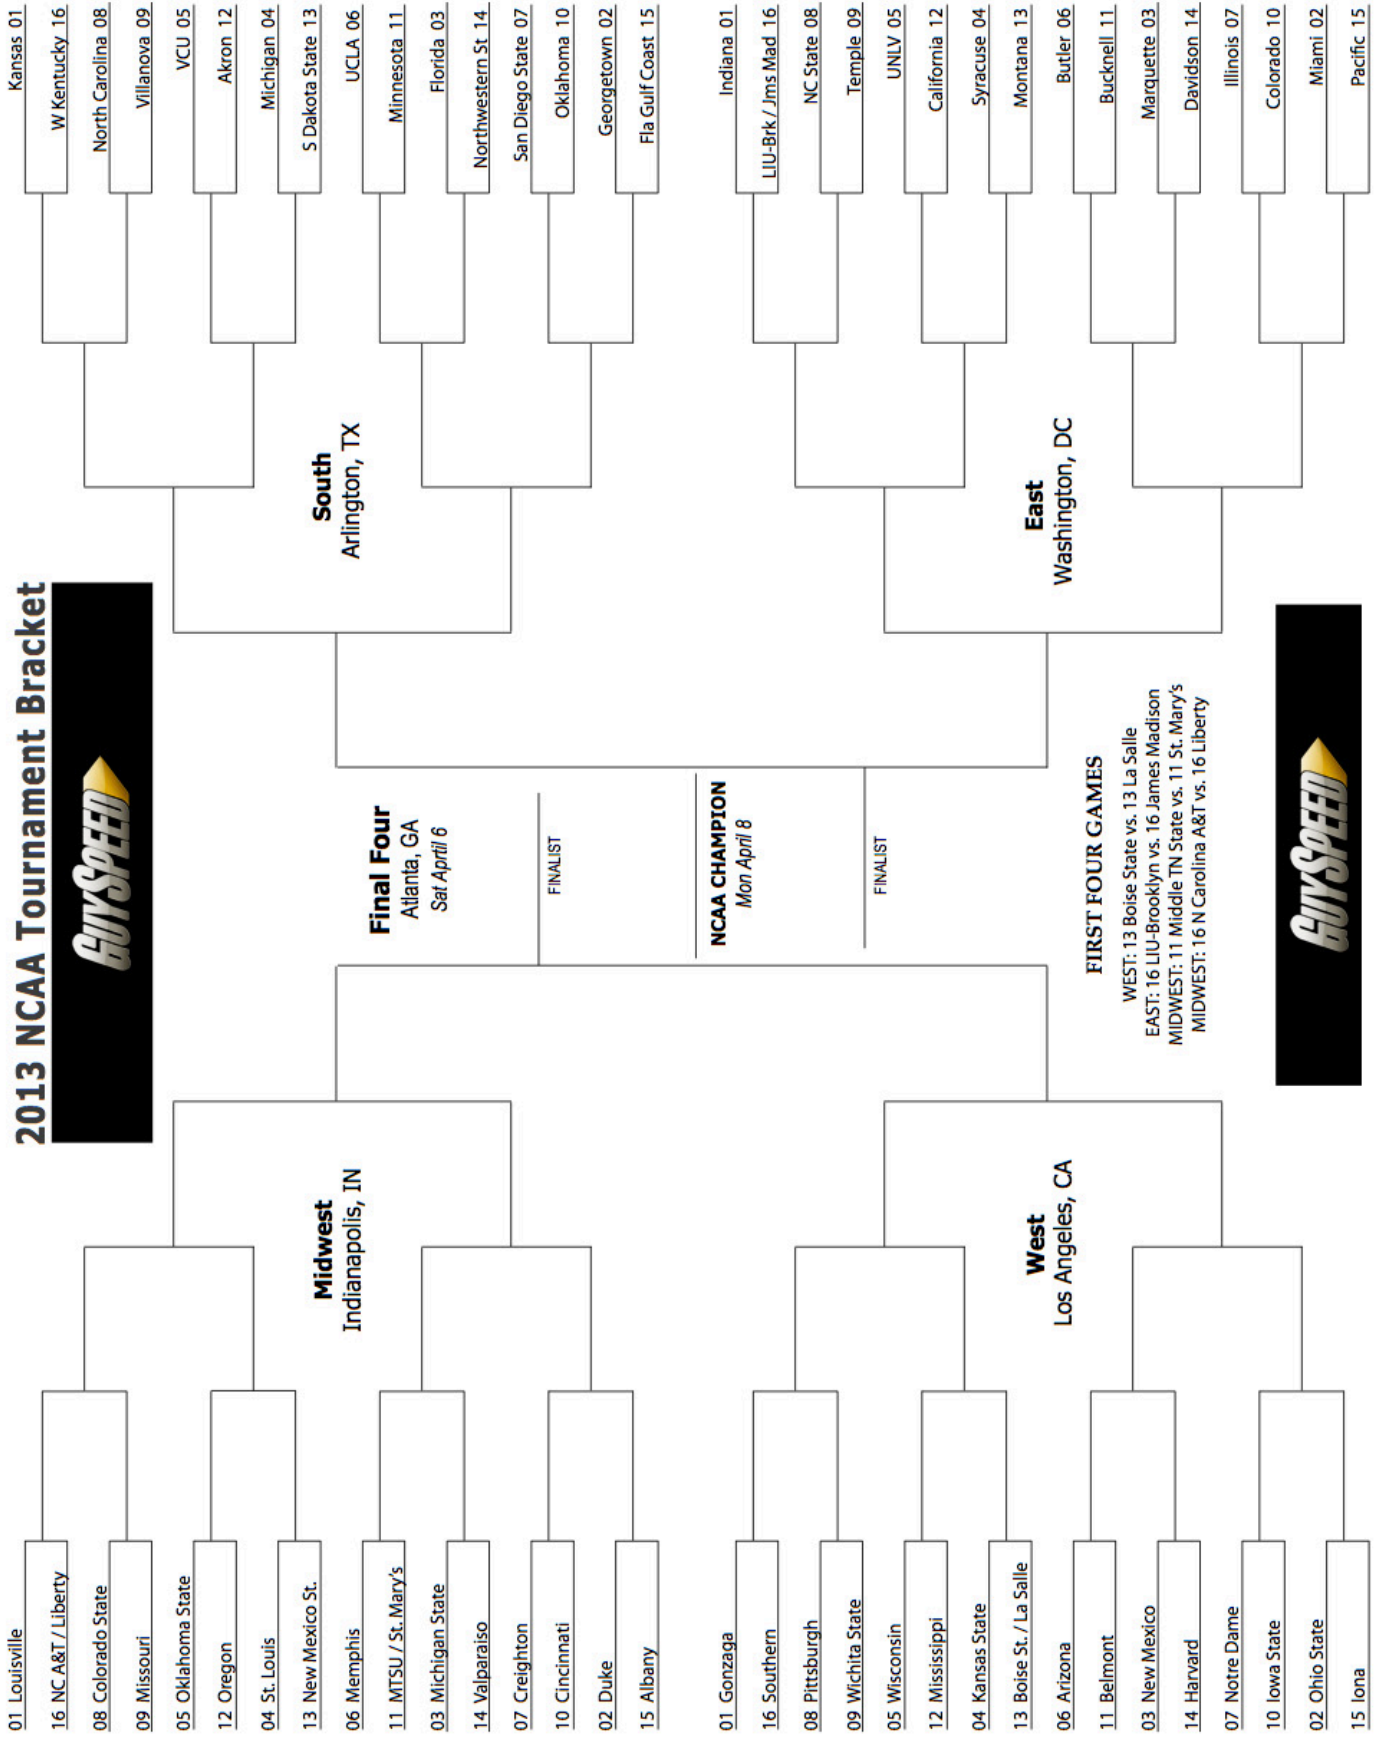 2013 NCAA Tournament Bracket
GUYSPEED
01 Louisville
16 NC A&T / Liberty
08 Colorado State
09 Missouri
05 Oklahoma State
12 Oregon
04 St. Louis
13 New Mexico St.
06 Memphis
11 MTSU / St. Mary's
03 Michigan State
14 Valparaiso
07 Creighton
10 Cincinnati
02 Duke
15 Albany
Midwest
Indianapolis, IN
01 Gonzaga
16 Southern
08 Pittsburgh
09 Wichita State
05 Wisconsin
12 Mississippi
04 Kansas State
13 Boise St. / La Salle
06 Arizona
11 Belmont
03 New Mexico
14 Harvard
07 Notre Dame
10 Iowa State
02 Ohio State
15 Iona
West
Los Angeles, CA
Final Four
Atlanta, GA
Sat Aprtil 6
FINALIST
NCAA CHAMPION
Mon April 8
FINALIST
FIRST FOUR GAMES
WEST: 13 Boise State vs. 13 La Salle
EAST: 16 LIU-Brooklyn vs. 16 James Madison
MIDWEST: 11 Middle TN State vs. 11 St. Mary's
MIDWEST: 16 N Carolina A&T vs. 16 Liberty
GUYSPEED
Kansas 01
W Kentucky 16
North Carolina 08
Villanova 09
VCU 05
Akron 12
Michigan 04
S Dakota State 13
UCLA 06
Minnesota 11
Florida 03
Northwestern St 14
San Diego State 07
Oklahoma 10
Georgetown 02
Fla Gulf Coast 15
South
Arlington, TX
Indiana 01
LIU-Brk / Jms Mad 16
NC State 08
Temple 09
UNLV 05
California 12
Syracuse 04
Montana 13
Butler 06
Bucknell 11
Marquette 03
Davidson 14
Illinois 07
Colorado 10
Miami 02
Pacific 15
East
Washington, DC